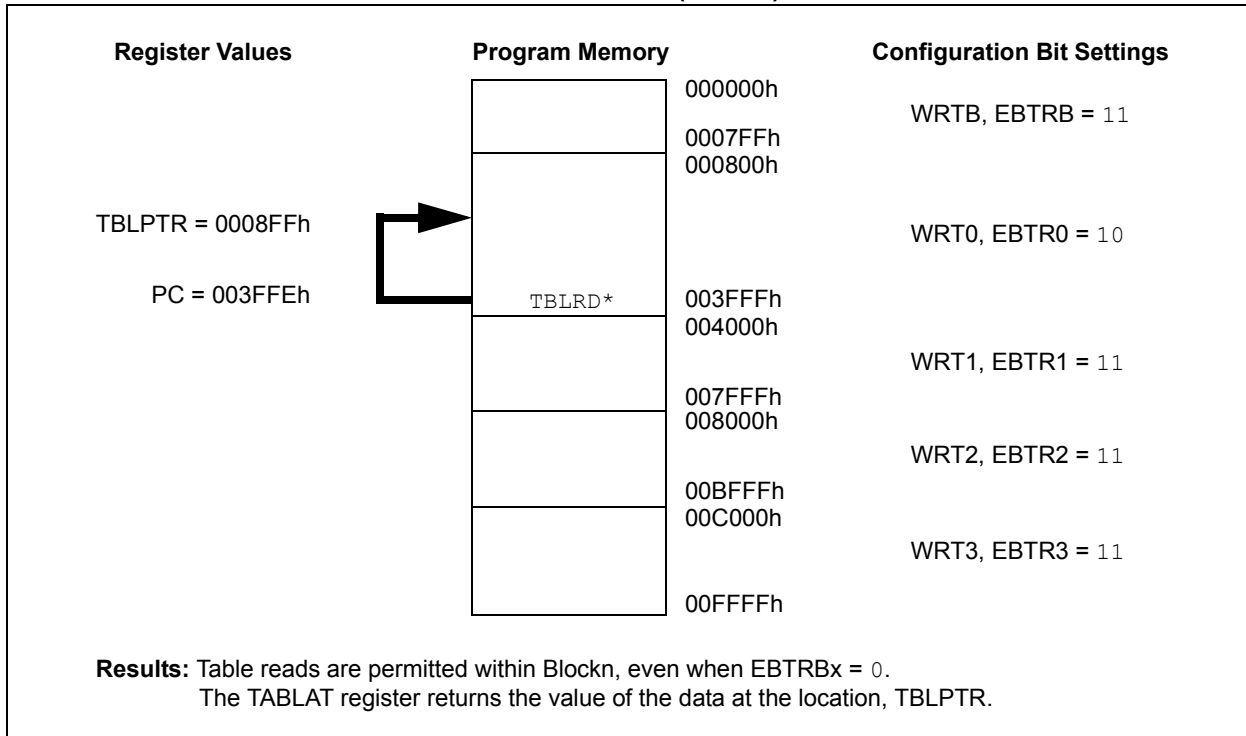 Register Values Program Memory Configuration Bit Settings
000000h
WRTB, EBTRB = 11
0007FFh
000800h
TBLPTR = 0008FFh
WRT0, EBTR0 = 10
PC = 003FFEh TBLRD* 003FFFh
004000h
WRT1, EBTR1 = 11
007FFFh
008000h
WRT2, EBTR2 = 11
00BFFFh
00C000h
WRT3, EBTR3 = 11
00FFFFh
Results: Table reads are permitted within Blockn, even when EBTRBx = 0.
The TABLAT register returns the value of the data at the location, TBLPTR.